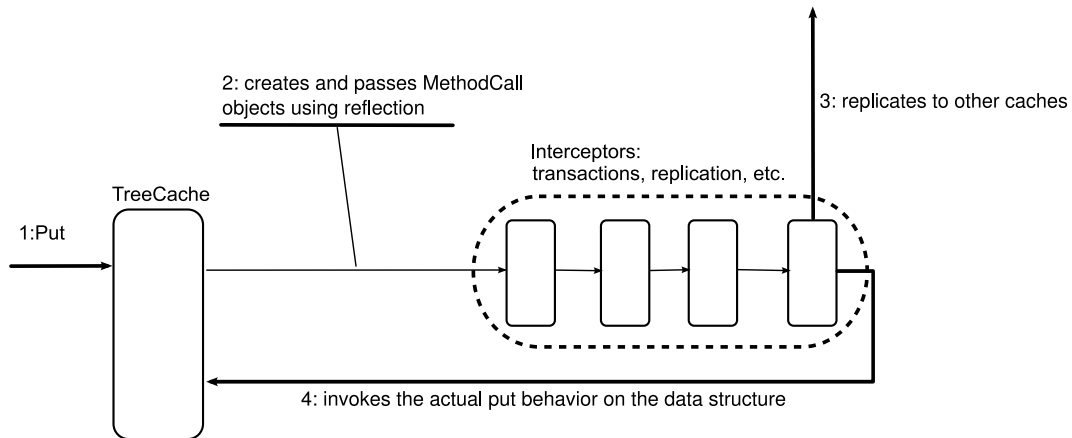 2: creates and passes MethodCall
objects using reflection
3: replicates to other caches
Interceptors:
transactions, replication, etc.
TreeCache
1:Put
4: invokes the actual put behavior on the data structure